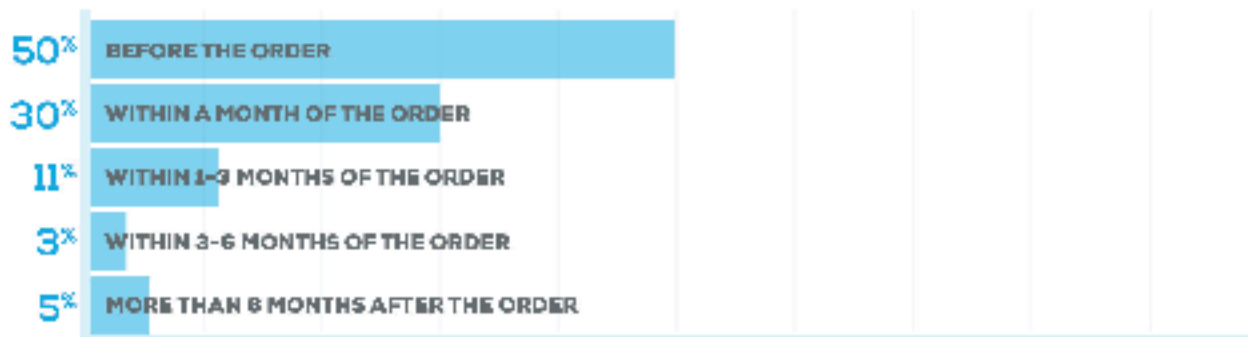 50% BEFORE THE ORDER
30% WITHIN A MONTH OF THE ORDER
11% WITHIN 1-3 MONTHS OF THE ORDER
3% WITHIN 3-6 MONTHS OF THE ORDER
5% MORE THAN 6 MONTHS AFTER THE ORDER